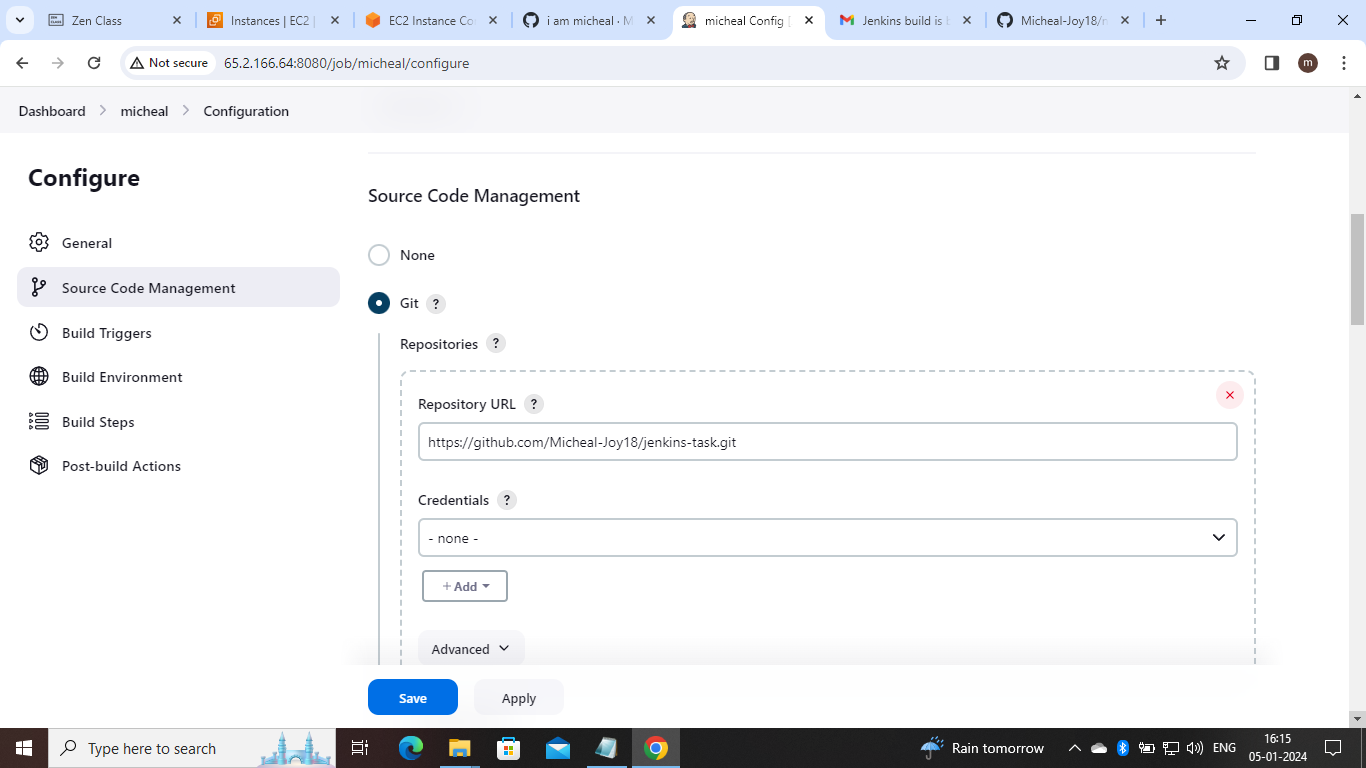 Zen Class
Instances | EC2 |
EC2 Instance Co
i am micheal · M
micheal Config [
Jenkins build is b
Micheal-Joy18/n
Not secure
65.2.166.64:8080/job/micheal/configure
m
Dashboard
micheal
Configuration
Configure
General
Source Code Management
Build Triggers
Build Environment
Build Steps
Post-build Actions
Source Code Management
None
Git ?
Repositories ?
Repository URL ?
https://github.com/Micheal-Joy18/jenkins-task.git
Credentials ?
- none -
+ Add
Advanced
Save
Apply
Type here to search
Rain tomorrow
ENG
16:15
05-01-2024